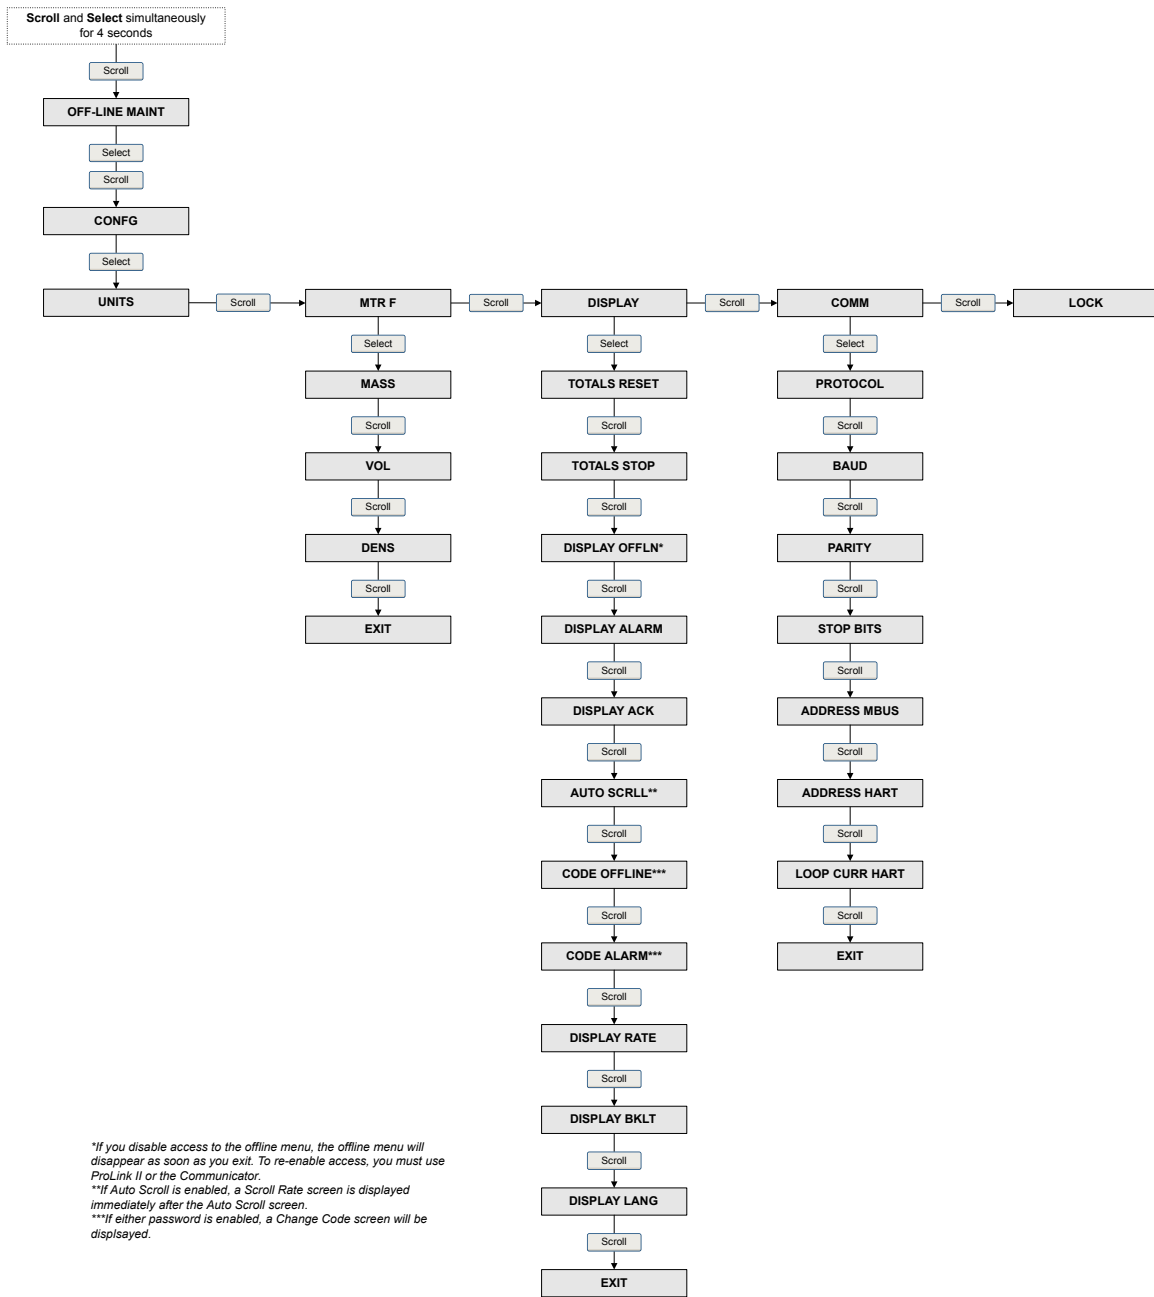 Scroll and Select simultaneously
for 4 seconds
Scroll
OFF-LINE MAINT
Select
Scroll
CONFG
Select
UNITS
Scroll
MTR F
Scroll
DISPLAY
Scroll
COMM
Scroll
LOCK
Select
MASS
Scroll
VOL
Scroll
DENS
Scroll
EXIT
Select
TOTALS RESET
Scroll
TOTALS STOP
Scroll
DISPLAY OFFLN*
Scroll
DISPLAY ALARM
Scroll
DISPLAY ACK
Scroll
AUTO SCRLL**
Scroll
CODE OFFLINE***
Scroll
CODE ALARM***
Scroll
DISPLAY RATE
Scroll
DISPLAY BKLT
Scroll
DISPLAY LANG
Scroll
EXIT
Select
PROTOCOL
Scroll
BAUD
Scroll
PARITY
Scroll
STOP BITS
Scroll
ADDRESS MBUS
Scroll
ADDRESS HART
Scroll
LOOP CURR HART
Scroll
EXIT
*If you disable access to the offline menu, the offline menu will
disappear as soon as you exit. To re-enable access, you must use
ProLink II or the Communicator.
**If Auto Scroll is enabled, a Scroll Rate screen is displayed
immediately after the Auto Scroll screen.
***If either password is enabled, a Change Code screen will be
displsayed.